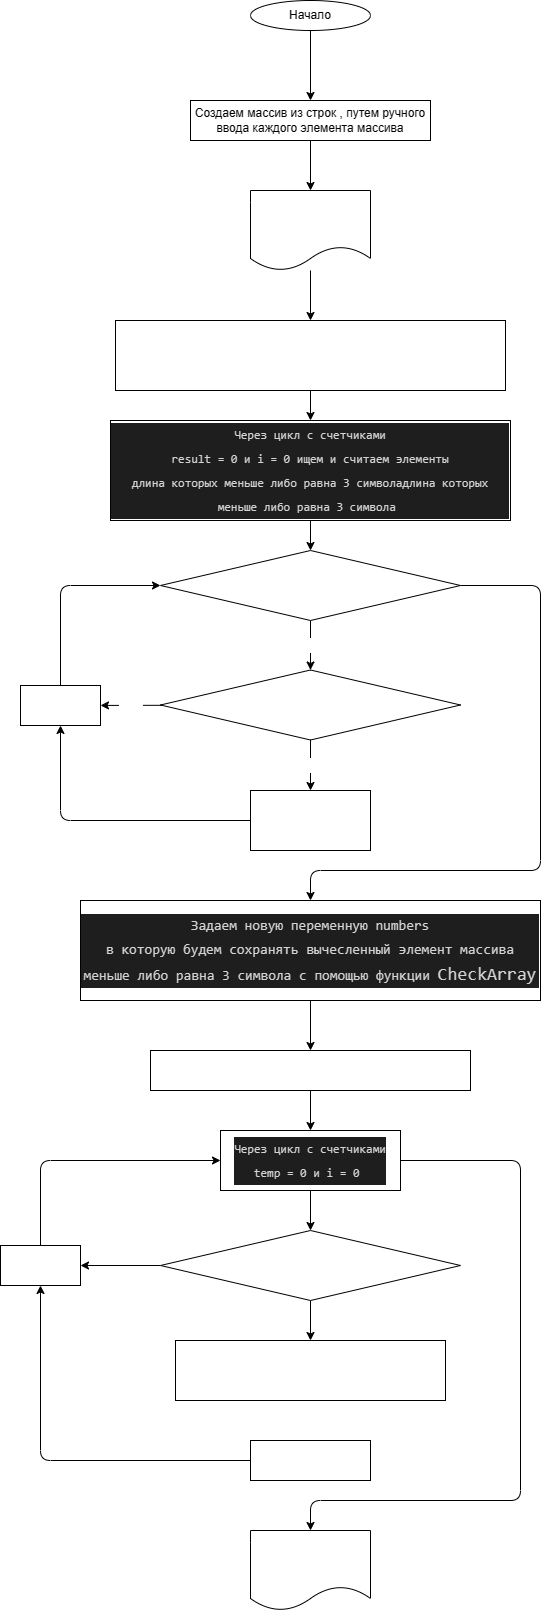 Начало
Создаем массив из строк , путем ручного
ввода каждого элемента массива
Через цикл с счетчиками
result = 0 и i = 0 ищем и считаем элементы
длина которых меньше либо равна 3 символадлина которых
меньше либо равна 3 символа
Задаем новую переменную numbers
в которую будем сохранять вычесленный элемент массива
меньше либо равна 3 символа с помощью функции CheckArray
Через цикл с счетчиками
temp = 0 и i = 0